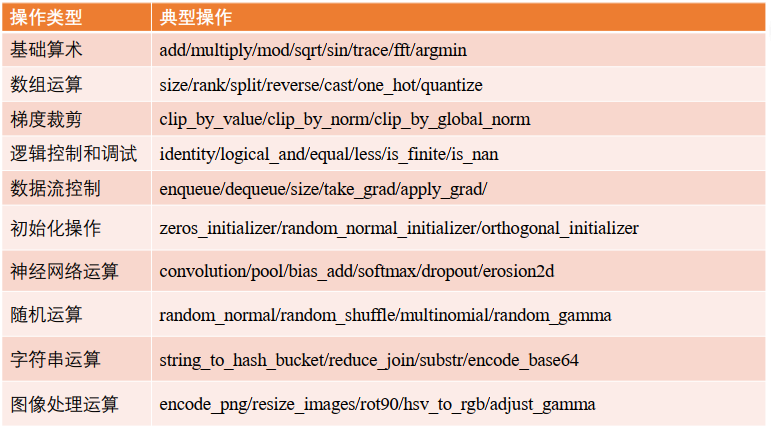 操作类型 典型操作
基础算术 add/multiply/mod/sqrt/sin/trace/fft/argmin
数组运算 size/rank/split/reverse/cast/one_hot/quantize
梯度裁剪 clip_by_value/clip_by_norm/clip_by_global_norm
逻辑控制和调试 identity/logical_and/equal/less/is_finite/is_nan
数据流控制 enqueue/dequeue/size/take_grad/apply_grad/
初始化操作 zeros_initializer/random_normal_initializer/orthogonal_initializer
神经网络运算 convolution/pool/bias_add/softmax/dropout/erosion2d
随机运算 random_normal/random_shuffle/multinomial/random_gamma
字符串运算 string_to_hash_bucket/reduce_join/substr/encode_base64
图像处理运算 encode_png/resize_images/rot90/hsv_to_rgb/adjust_gamma